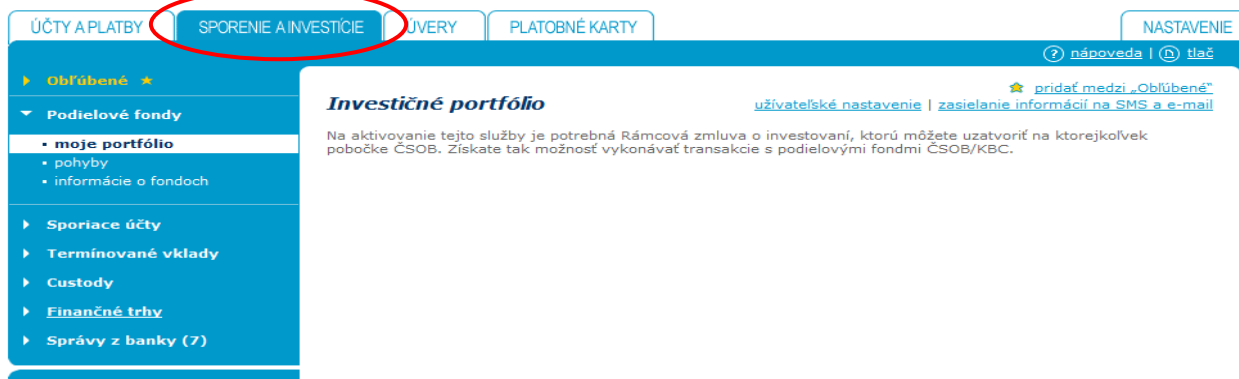 ÚČTY A PLATBY
SPORENIE A INVESTÍCIE
ÚVERY
PLATOBNÉ KARTY
NASTAVENIE
? nápoveda | tlač
Obľúbené
pridať medzi „Obľúbené“
Investičné portfólio
užívateľské nastavenie | zasielanie informácií na SMS a e-mail
Podielové fondy
moje portfólio
pohyby
informácie o fondoch
Na aktivovanie tejto služby je potrebná Rámcová zmluva o investovaní, ktorú môžete uzatvoriť na ktorejkoľvek
pobočke ČSOB. Získate tak možnosť vykonávať transakcie s podielovými fondmi ČSOB/KBC.
Sporiace účty
Termínované vklady
Custody
Finančné trhy
Správy z banky (7)